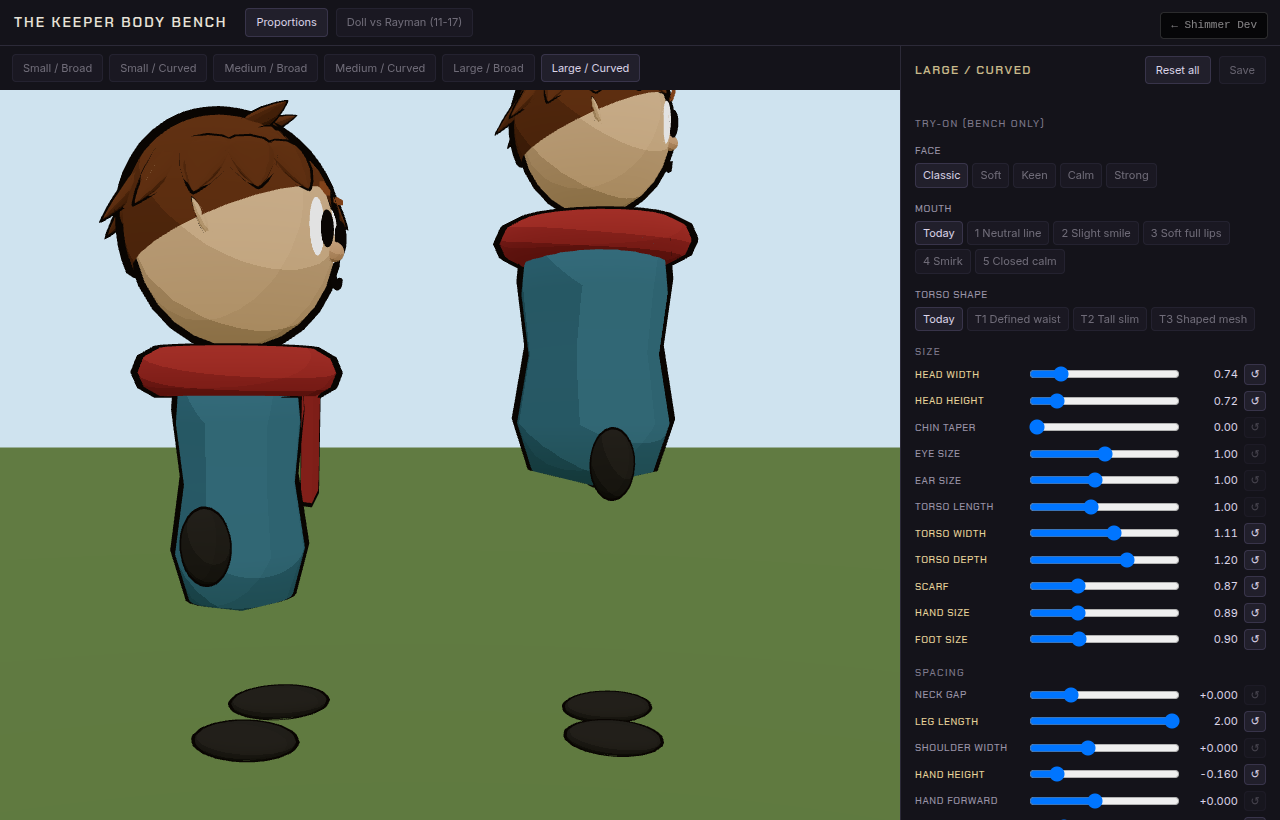 THE KEEPER BODY BENCH Proportions Doll vs Rayman (11-17) ← Shimmer Dev
Small / Broad Small / Curved Medium / Broad Medium / Curved Large / Broad Large / Curved
LARGE / CURVED Reset all Save
TRY-ON (BENCH ONLY)
FACE
Classic Soft Keen Calm Strong
MOUTH
Today 1 Neutral line 2 Slight smile 3 Soft full lips
4 Smirk 5 Closed calm
TORSO SHAPE
Today T1 Defined waist T2 Tall slim T3 Shaped mesh
SIZE
HEAD WIDTH 0.74 ↺
HEAD HEIGHT 0.72 ↺
CHIN TAPER 0.00 ↺
EYE SIZE 1.00 ↺
EAR SIZE 1.00 ↺
TORSO LENGTH 1.00 ↺
TORSO WIDTH 1.11 ↺
TORSO DEPTH 1.20 ↺
SCARF 0.87 ↺
HAND SIZE 0.89 ↺
FOOT SIZE 0.90 ↺
SPACING
NECK GAP +0.000 ↺
LEG LENGTH 2.00 ↺
SHOULDER WIDTH +0.000 ↺
HAND HEIGHT -0.160 ↺
HAND FORWARD +0.000 ↺